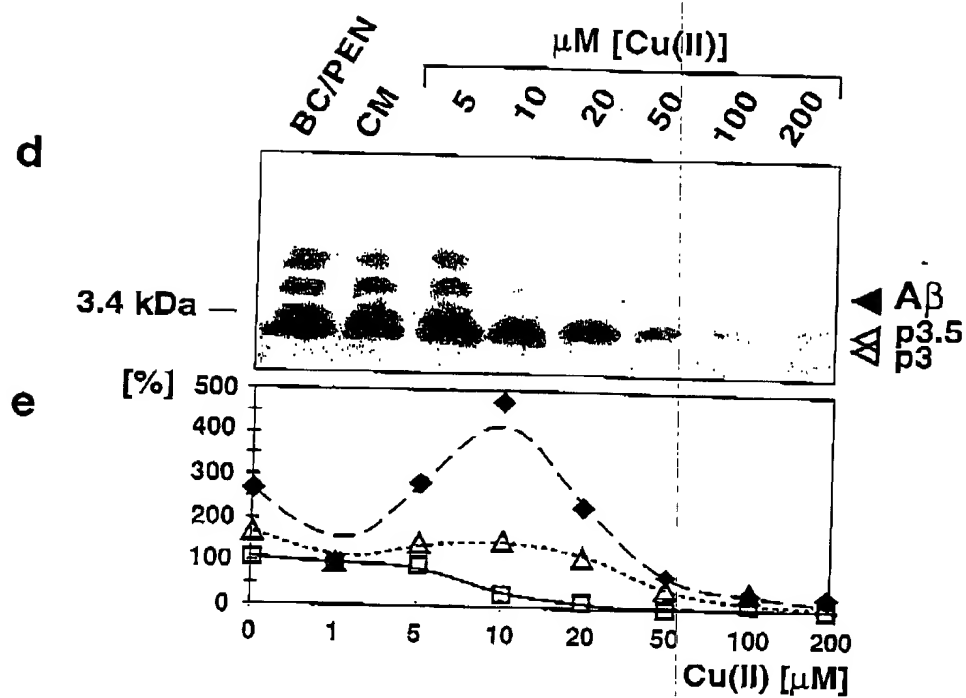 μM [Cu(II)]
BC/PEN CM 5 10 20 50 100 200
d
3.4 kDa
Aβ
p3.5
p3
e
[%]
500
400
300
200
100
0
0 1 5 10 20 50 100 200
Cu(II) [μM]